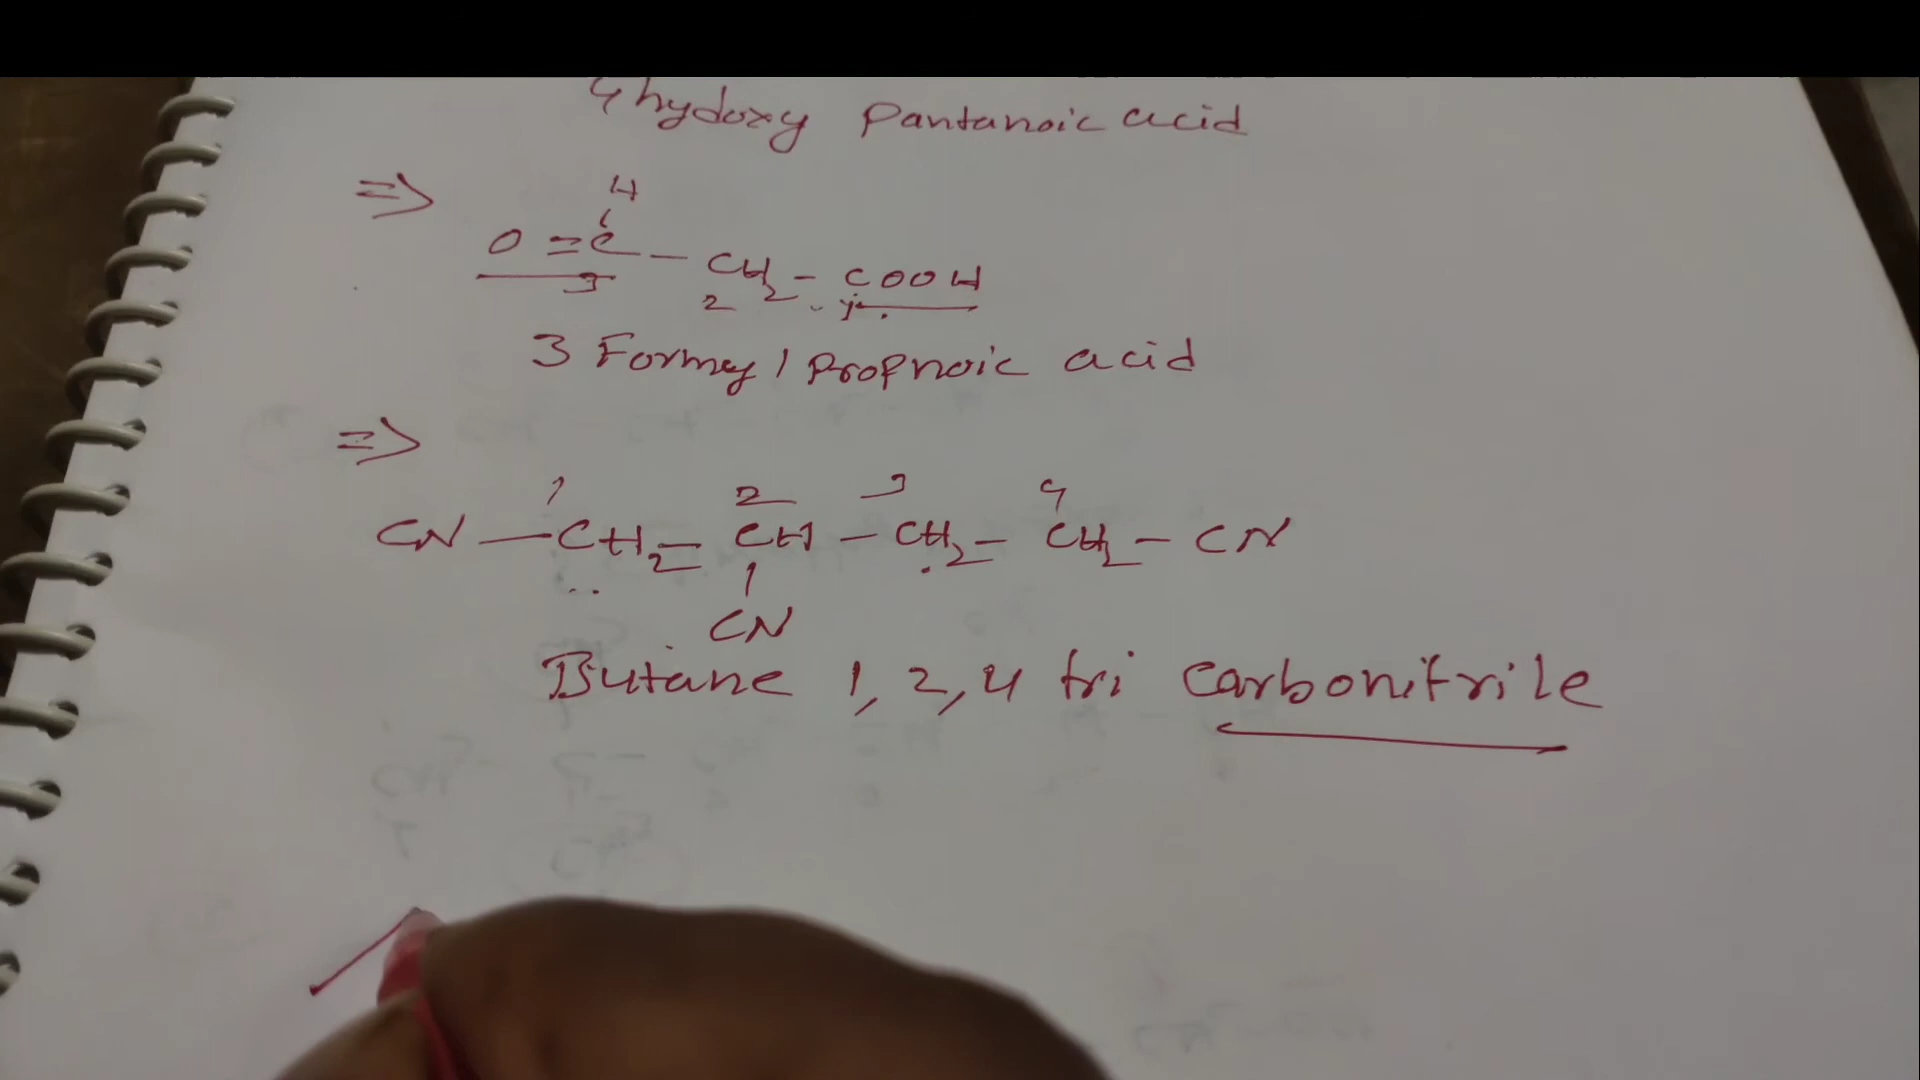 4 hydoxy Pantanoic acid
=>
H
O = C - CH2 - COOH
3 2 1
3 Formyl Propnoic acid
=>
1 2 3 4
CN - CH2 - CH - CH2 - CH2 - CN
CN
Butane 1, 2, 4 tri carbonitrile